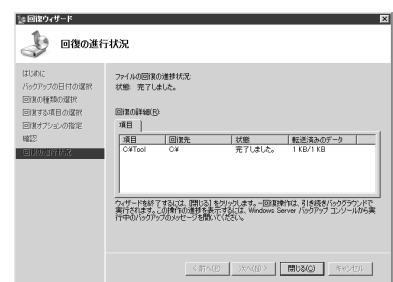 回復ウィザード
回復の進行状況
はじめに
バックアップの日付の選択
回復の種類の選択
回復する項目の選択
回復オプションの指定
確認
回復の進行状況
ファイルの回復の進捗状況:
状態: 完了しました。
回復の詳細(R):
項目
項目 回復先 状態 転送済みのデータ
C:¥Tool C:¥ 完了しました。 1 KB/1 KB
ウィザードを終了するには、[閉じる] をクリックします。一回復操作は、引き続きバックグラウンドで
実行されます。この操作の進捗を表示するには、Windows Server バックアップ コンソールから実
行中のバックアップのメッセージを開いてください。
< 前へ(P) 次へ(N) > 閉じる(C) キャンセル